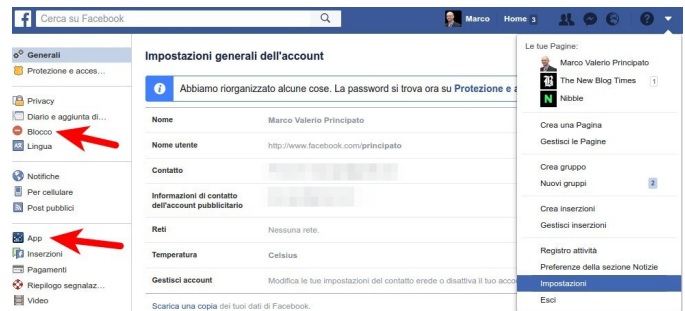 Cerca su Facebook
Marco
Home 3
Generali
Protezione e acces...
Privacy
Diario e aggiunta di...
Blocco
Lingua
Notifiche
Per cellulare
Post pubblici
App
Inserzioni
Pagamenti
Riepilogo segnalaz...
Video
Impostazioni generali dell'account
Abbiamo riorganizzato alcune cose. La password si trova ora su Protezione e a
Nome Marco Valerio Principato
Nome utente http://www.facebook.com/principato
Contatto
Informazioni di contatto
dell'account pubblicitario
Reti Nessuna rete.
Temperatura Celsius
Gestisci account Modifica le tue impostazioni del contatto erede o disattiva il tuo acco
Scarica una copia dei tuoi dati di Facebook.
Le tue Pagine:
Marco Valerio Principato
The New Blog Times 1
Nibble
Crea una Pagina
Gestisci le Pagine
Crea gruppo
Nuovi gruppi 2
Crea inserzioni
Gestisci inserzioni
Registro attività
Preferenze della sezione Notizie
Impostazioni
Esci